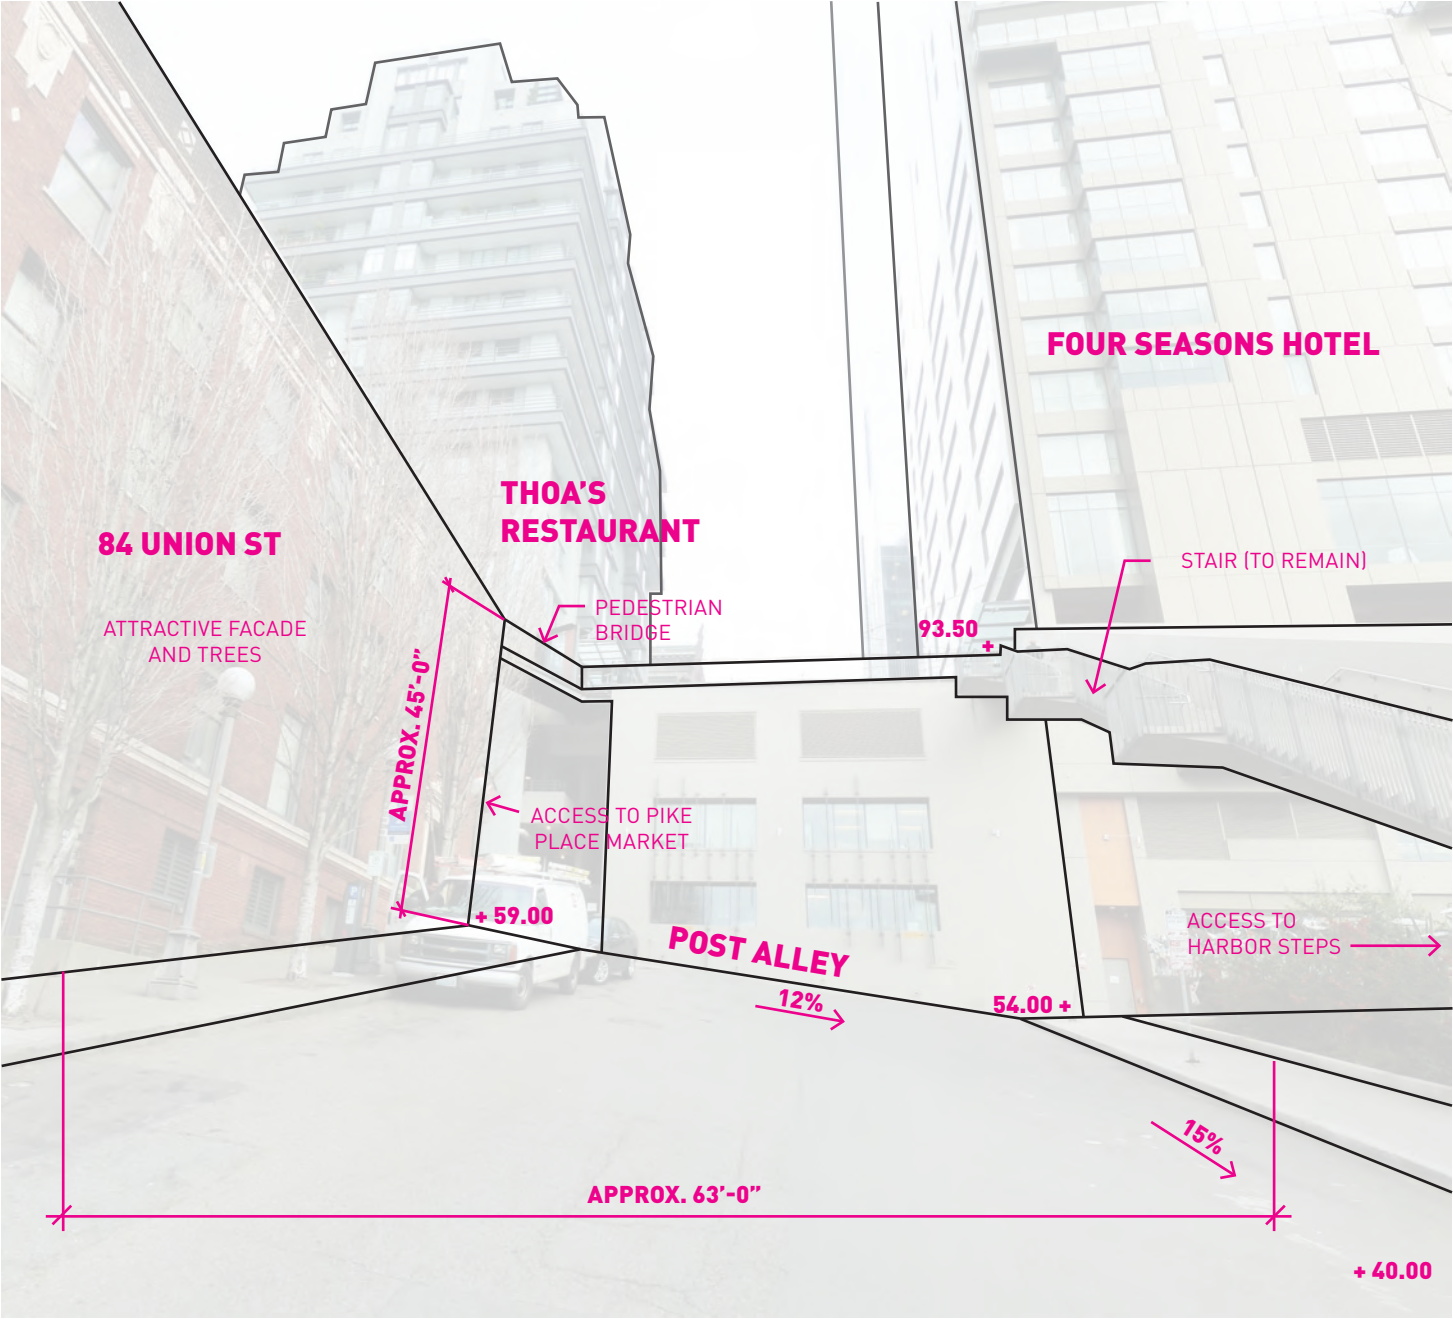 FOUR SEASONS HOTEL
THOA’S
RESTAURANT
84 UNION ST
STAIR (TO REMAIN)
ATTRACTIVE FACADE
AND TREES
PEDESTRIAN
BRIDGE
93.50
+
APPROX. 45’-0”
ACCESS TO PIKE
PLACE MARKET
+ 59.00
POST ALLEY
12%
ACCESS TO
HARBOR STEPS
54.00 +
15%
APPROX. 63’-0”
+ 40.00